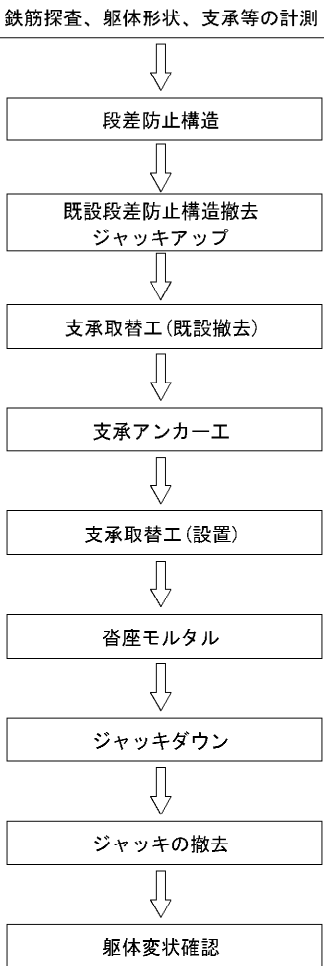 鉄筋探査、躯体形状、支承等の計測
段差防止構造
既設段差防止構造撤去
ジャッキアップ
支承取替工(既設撤去)
支承アンカー工
支承取替工(設置)
沓座モルタル
ジャッキダウン
ジャッキの撤去
躯体変状確認